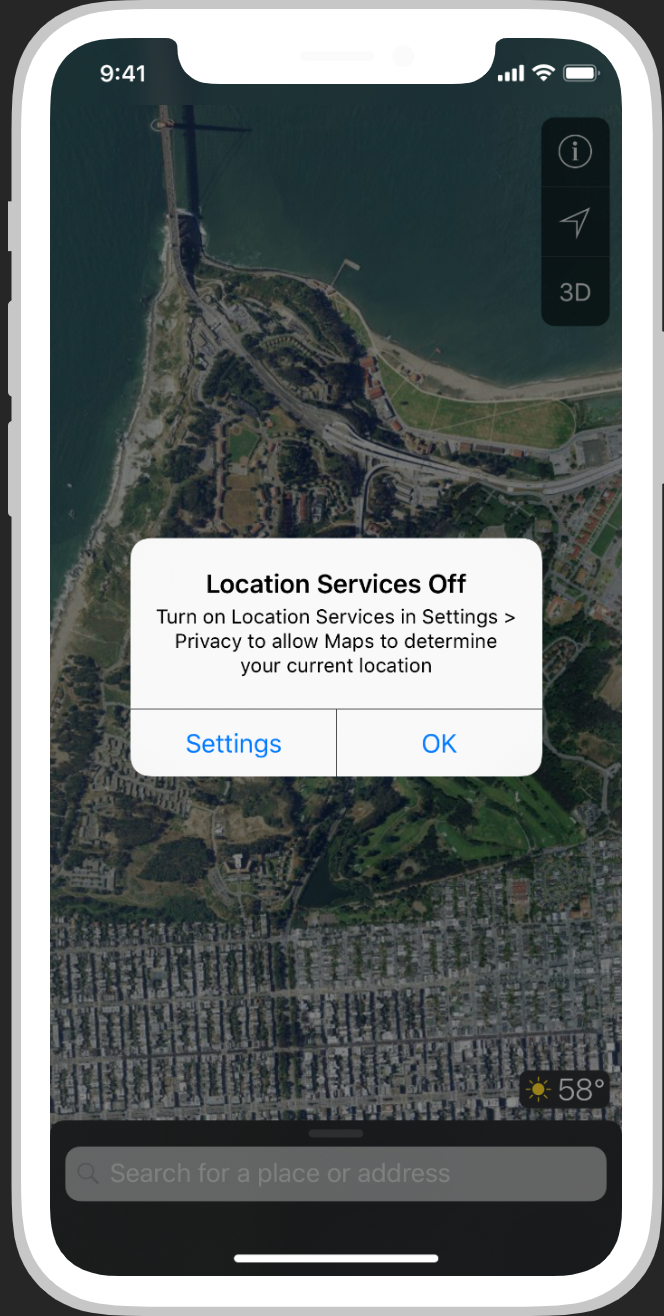 9:41
3D
Location Services Off
Turn on Location Services in Settings >
Privacy to allow Maps to determine
your current location
Settings
OK
58°
Search for a place or address